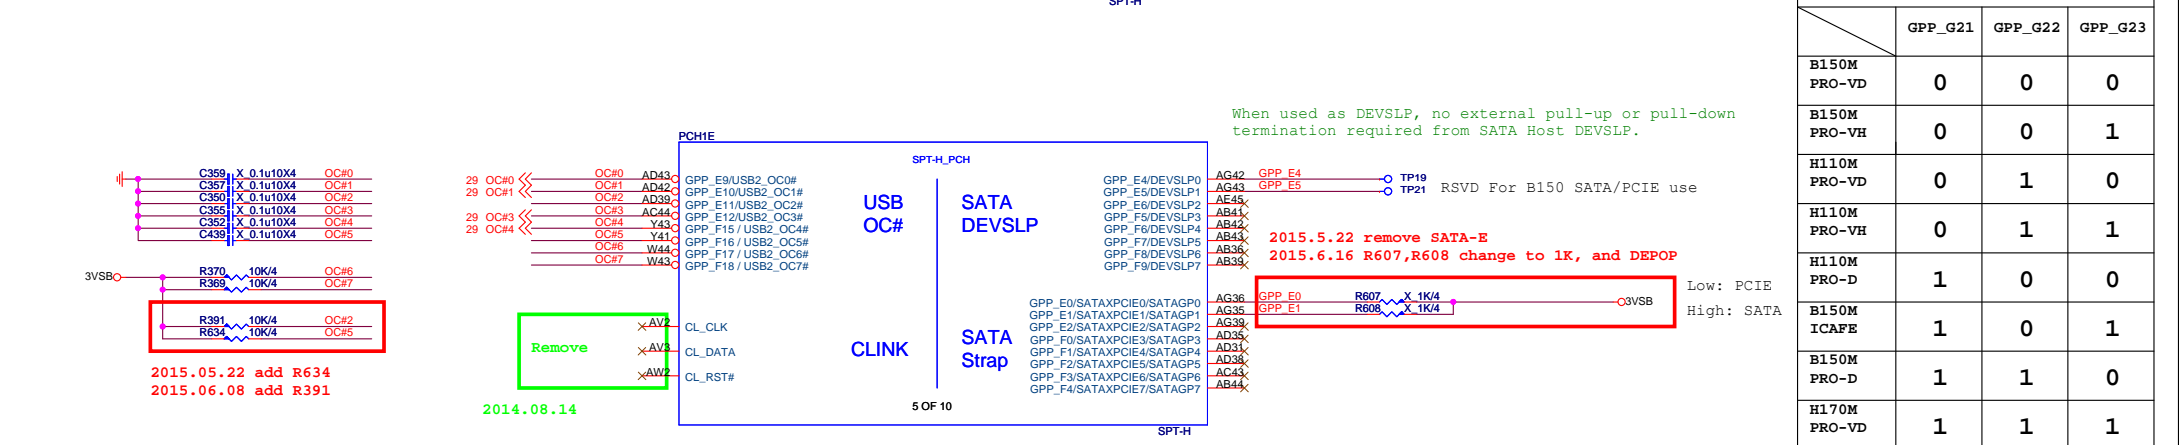 SPT-H
C359 X_0.1u10X4 OC#0
C357 X_0.1u10X4 OC#1
C350 X_0.1u10X4 OC#2
C355 X_0.1u10X4 OC#3
C352 X_0.1u10X4 OC#4
C439 X_0.1u10X4 OC#5
3VSB
R370 10K/4 OC#6
R369 10K/4 OC#7
R391 10K/4 OC#2
R634 10K/4 OC#5
2015.05.22 add R634
2015.06.08 add R391
29 OC#0 OC#0 AD43
29 OC#1 OC#1 AD42
OC#2 AD39
29 OC#3 OC#3 AC44
29 OC#4 OC#4 Y43
OC#5 Y41
OC#6 W44
OC#7 W43
Remove
AV2
AV3
AW2
2014.08.14
PCH1E
SPT-H_PCH
GPP_E9/USB2_OC0#
GPP_E10/USB2_OC1#
GPP_E11/USB2_OC2#
GPP_E12/USB2_OC3#
GPP_F15 / USB2_OC4#
GPP_F16 / USB2_OC5#
GPP_F17 / USB2_OC6#
GPP_F18 / USB2_OC7#
CL_CLK
CL_DATA
CL_RST#
USB
OC#
CLINK
SATA
DEVSLP
SATA
Strap
5 OF 10
SPT-H
GPP_E4/DEVSLP0
GPP_E5/DEVSLP1
GPP_E6/DEVSLP2
GPP_F5/DEVSLP3
GPP_F6/DEVSLP4
GPP_F7/DEVSLP5
GPP_F8/DEVSLP6
GPP_F9/DEVSLP7
GPP_E0/SATAXPCIE0/SATAGP0
GPP_E1/SATAXPCIE1/SATAGP1
GPP_E2/SATAXPCIE2/SATAGP2
GPP_F0/SATAXPCIE3/SATAGP3
GPP_F1/SATAXPCIE4/SATAGP4
GPP_F2/SATAXPCIE5/SATAGP5
GPP_F3/SATAXPCIE6/SATAGP6
GPP_F4/SATAXPCIE7/SATAGP7
When used as DEVSLP, no external pull-up or pull-down
termination required from SATA Host DEVSLP.
AG42 GPP_E4 TP19
AG43 GPP_E5 TP21
AE45
AB41
AB42
AB43
AB36
AB39
RSVD For B150 SATA/PCIE use
2015.5.22 remove SATA-E
2015.6.16 R607,R608 change to 1K, and DEPOP
AG36 GPP_E0 R607 X_1K/4 3VSB
AG35 GPP_E1 R608 X_1K/4
AG39
AD35
AD31
AD38
AC43
AB44
Low: PCIE
High: SATA
GPP_G21 GPP_G22 GPP_G23
B150M
PRO-VD 0 0 0
B150M
PRO-VH 0 0 1
H110M
PRO-VD 0 1 0
H110M
PRO-VH 0 1 1
H110M
PRO-D 1 0 0
B150M
ICAFE 1 0 1
B150M
PRO-D 1 1 0
H170M
PRO-VD 1 1 1